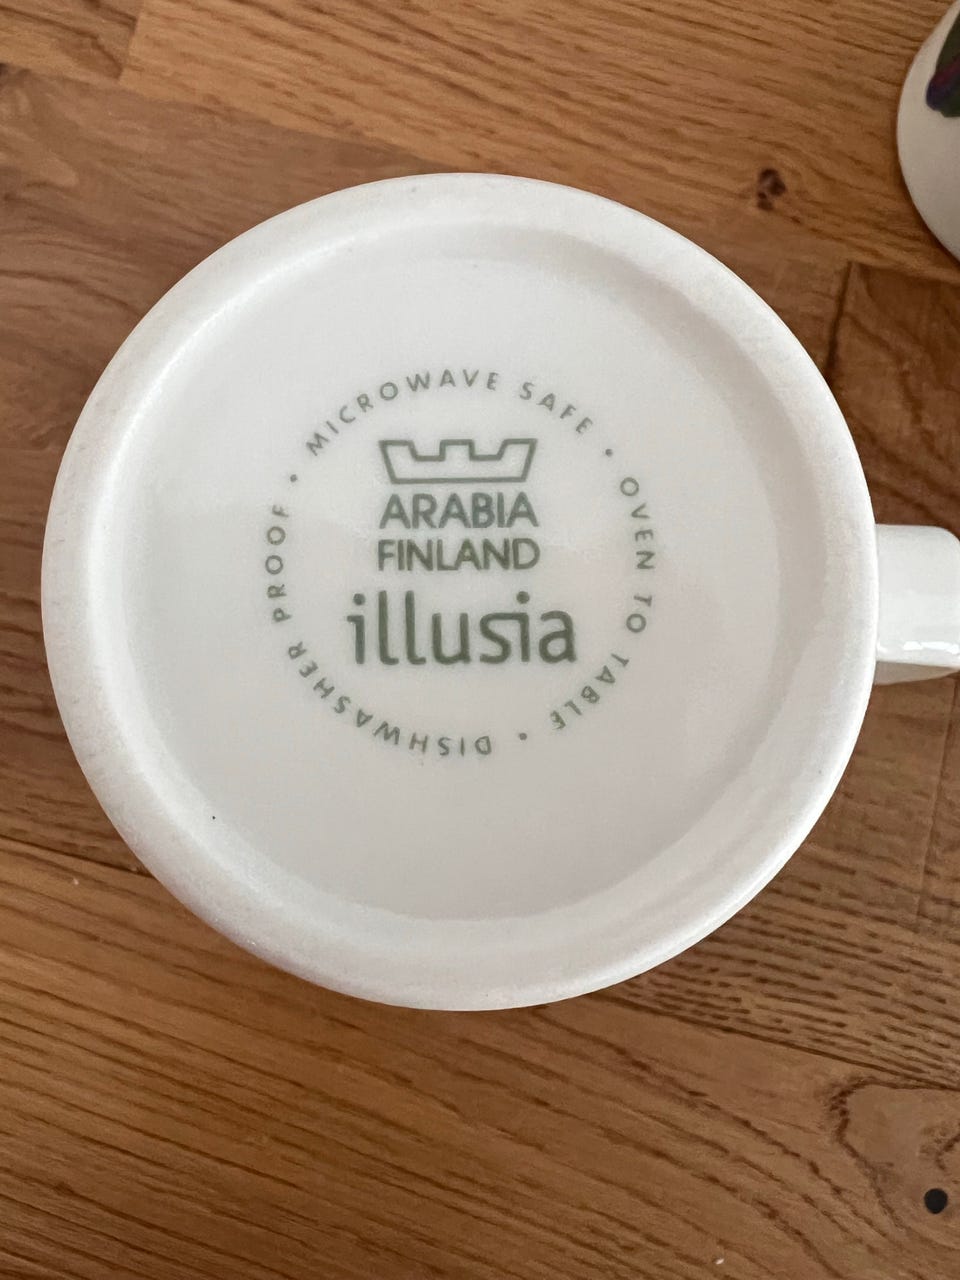 MICROWAVE SAFE • OVEN TO TABLE • DISHWASHER PROOF •
ARABIA
FINLAND
illusia